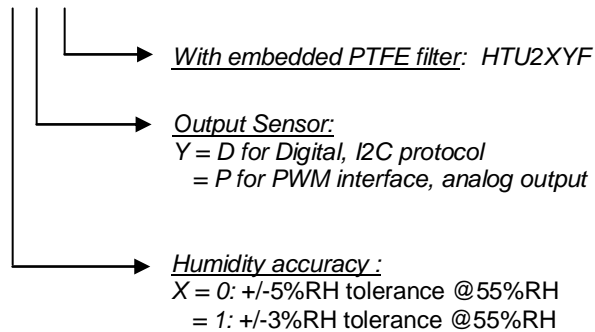 With embedded PTFE filter: HTU2XYF
Output Sensor:
Y = D for Digital, I2C protocol
= P for PWM interface, analog output
Humidity accuracy :
X = 0: +/-5%RH tolerance @55%RH
= 1: +/-3%RH tolerance @55%RH